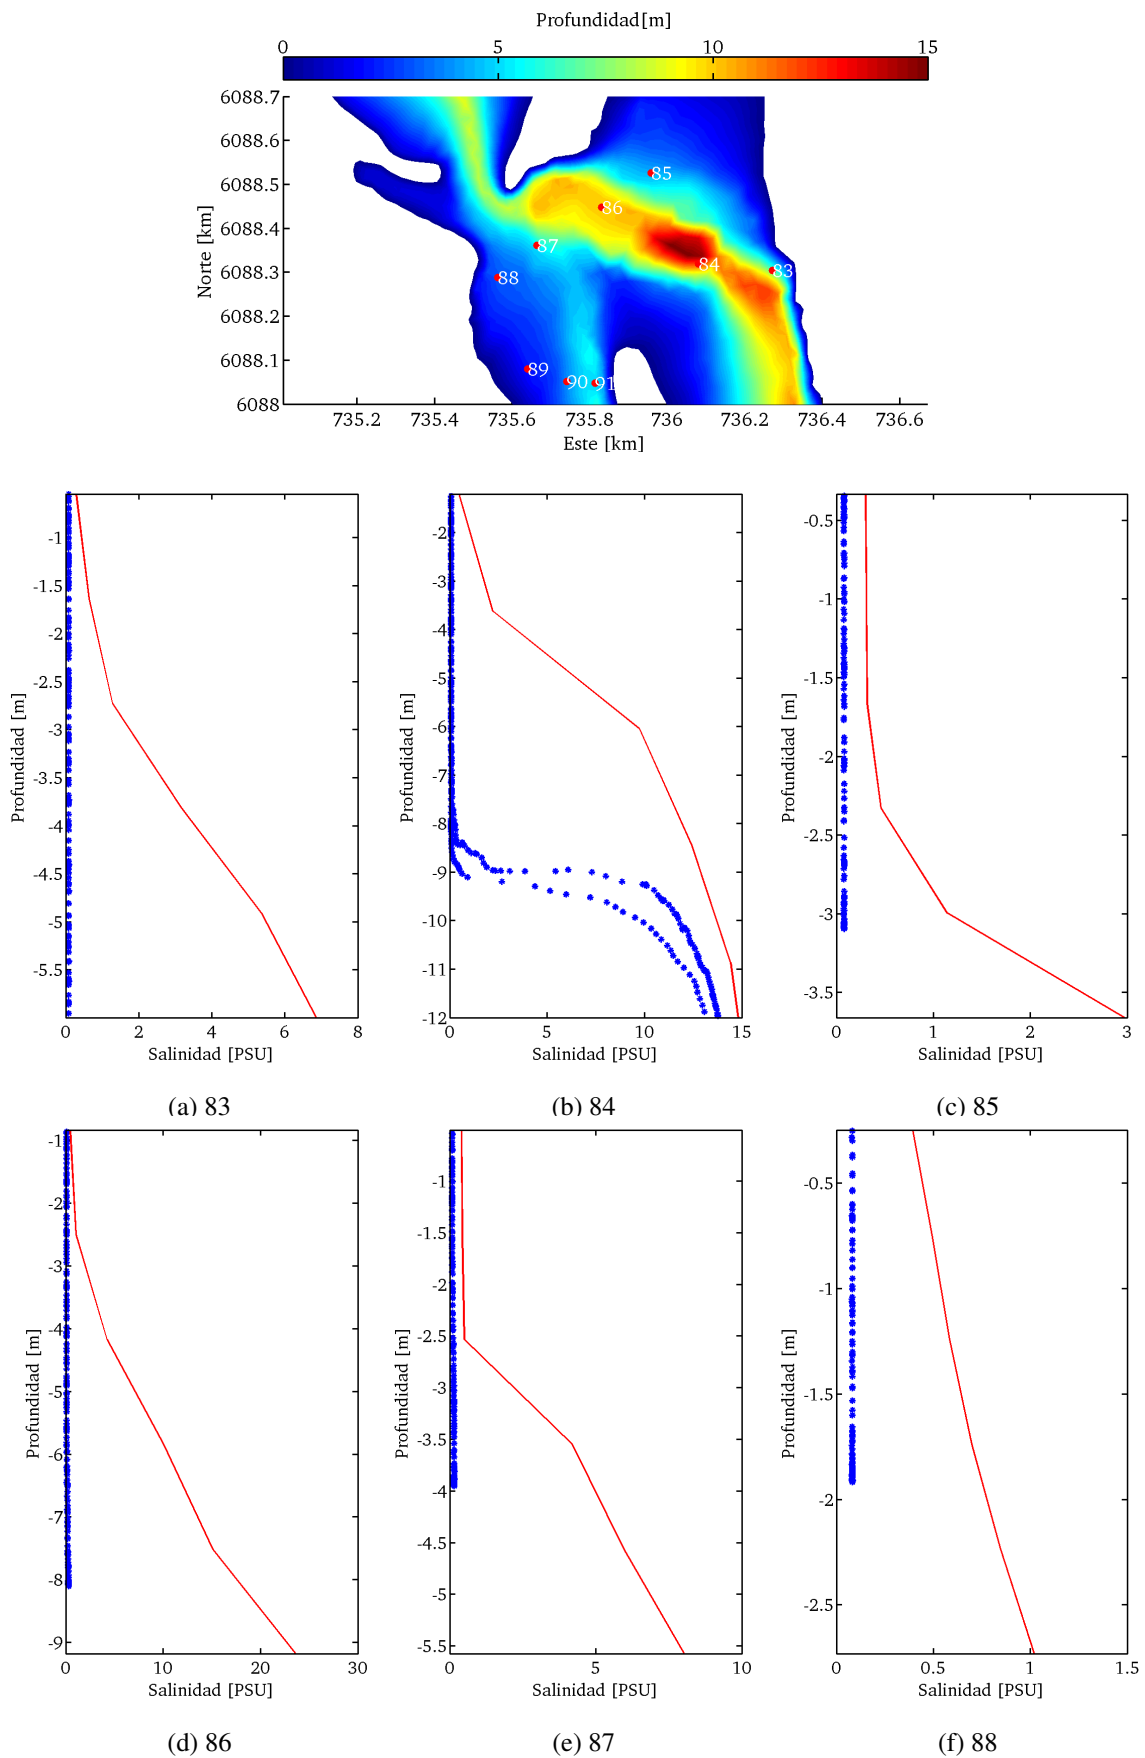 Profundidad[m]
0 5 10 15
6088.7
6088.6
6088.5
6088.4
6088.3
6088.2
6088.1
6088
Norte [km]
85
86
87
84
83
88
89
90
91
735.2 735.4 735.6 735.8 736 736.2 736.4 736.6
Este [km]
-1
-1.5
-2
-2.5
-3
-3.5
-4
-4.5
-5
-5.5
Profundidad [m]
0 2 4 6 8
Salinidad [PSU]
(a) 83
-2
-3
-4
-5
-6
-7
-8
-9
-10
-11
-12
Profundidad [m]
0 5 10 15
Salinidad [PSU]
(b) 84
-0.5
-1
-1.5
-2
-2.5
-3
-3.5
Profundidad [m]
0 1 2 3
Salinidad [PSU]
(c) 85
-1
-2
-3
-4
-5
-6
-7
-8
-9
Profundidad [m]
0 10 20 30
Salinidad [PSU]
(d) 86
-1
-1.5
-2
-2.5
-3
-3.5
-4
-4.5
-5
-5.5
Profundidad [m]
0 5 10
Salinidad [PSU]
(e) 87
-0.5
-1
-1.5
-2
-2.5
Profundidad [m]
0 0.5 1 1.5
Salinidad [PSU]
(f) 88